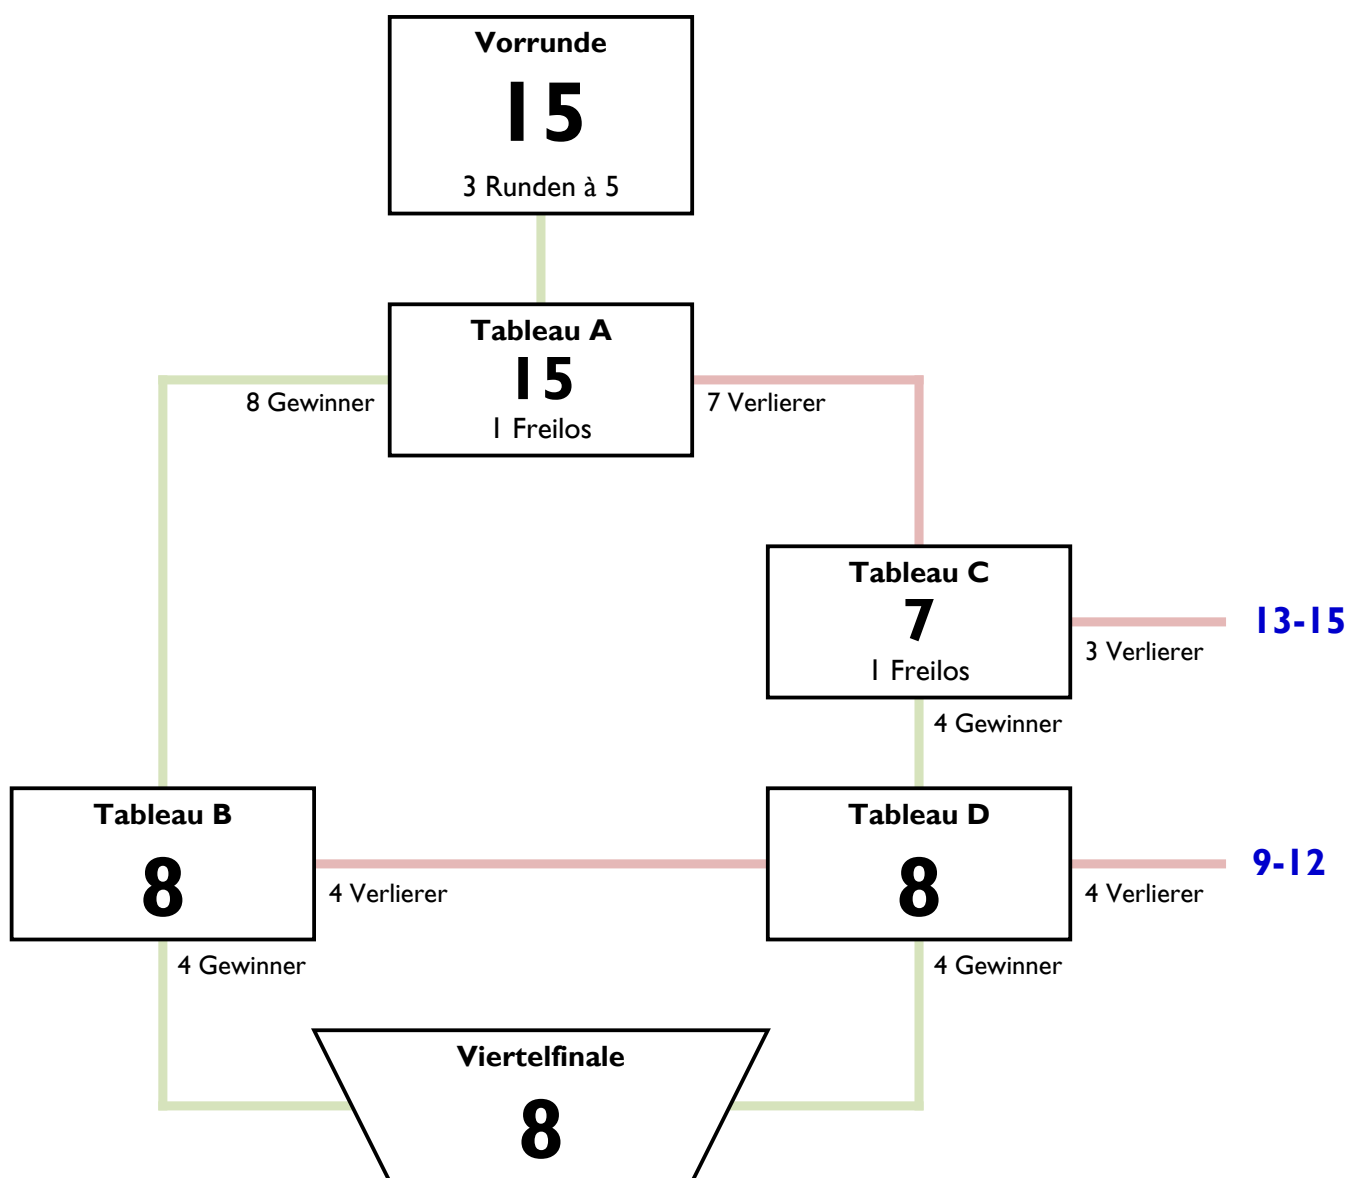 Vorrunde
15
3 Runden à 5
Tableau A
15
1 Freilos
8 Gewinner
7 Verlierer
Tableau C
7
1 Freilos
13-15
3 Verlierer
4 Gewinner
Tableau B
8
4 Verlierer
Tableau D
8
9-12
4 Verlierer
4 Gewinner
4 Gewinner
Viertelfinale
8